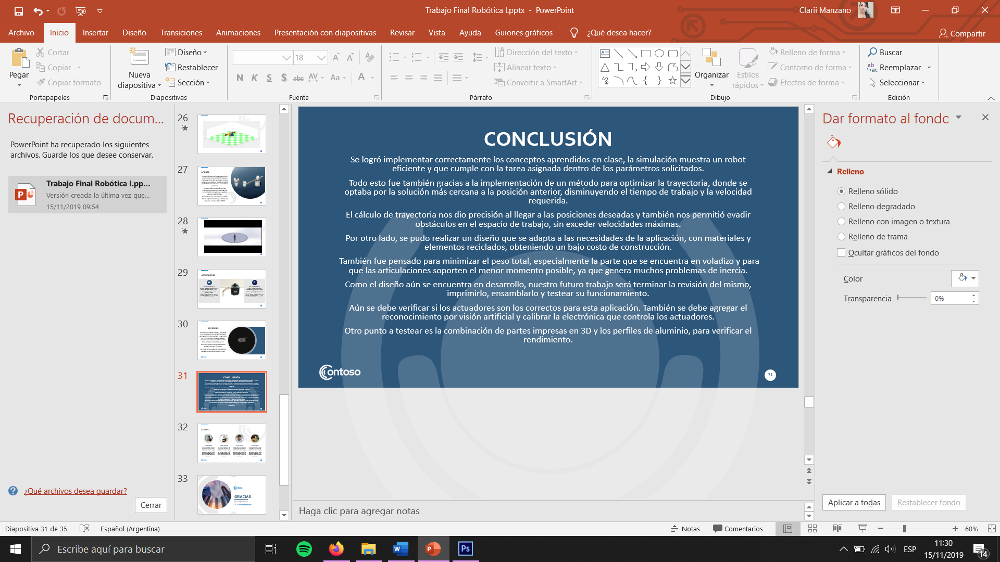 Trabajo Final Robótica I.pptx - PowerPoint
Clarii Manzano
Archivo Inicio Insertar Diseño Transiciones Animaciones Presentación con diapositivas Revisar Vista Ayuda Guiones gráficos ¿Qué desea hacer? Compartir
Pegar
Cortar
Copiar
Copiar formato
Portapapeles
Nueva
diapositiva
Diseño
Restablecer
Sección
Diapositivas
18
N K S S abc AV Aa A
Fuente
Dirección del texto
Alinear texto
Convertir a SmartArt
Párrafo
Organizar
Estilos
rápidos
Relleno de forma
Contorno de forma
Efectos de forma
Dibujo
Buscar
Reemplazar
Seleccionar
Edición
Recuperación de docum...
PowerPoint ha recuperado los siguientes
archivos. Guarde los que desee conservar.
Trabajo Final Robótica I.pp...
Versión creada la última vez que...
15/11/2019 09:54
¿Qué archivos desea guardar?
Cerrar
26
27
APORTE
28
29
ACTUADORES
30
SENSORES
31
CONCLUSIÓN
32
EQUIPO
33
Contoso
GRACIAS
CONCLUSIÓN
Se logró implementar correctamente los conceptos aprendidos en clase, la simulación muestra un robot
eficiente y que cumple con la tarea asignada dentro de los parámetros solicitados.
Todo esto fue también gracias a la implementación de un método para optimizar la trayectoria, donde se
optaba por la solución más cercana a la posición anterior, disminuyendo el tiempo de trabajo y la velocidad
requerida.
El cálculo de trayectoria nos dio precisión al llegar a las posiciones deseadas y también nos permitió evadir
obstáculos en el espacio de trabajo, sin exceder velocidades máximas.
Por otro lado, se pudo realizar un diseño que se adapta a las necesidades de la aplicación, con materiales y
elementos reciclados, obteniendo un bajo costo de construcción.
También fue pensado para minimizar el peso total, especialmente la parte que se encuentra en voladizo y para
que las articulaciones soporten el menor momento posible, ya que genera muchos problemas de inercia.
Como el diseño aún se encuentra en desarrollo, nuestro futuro trabajo será terminar la revisión del mismo,
imprimirlo, ensamblarlo y testear su funcionamiento.
Aún se debe verificar si los actuadores son los correctos para esta aplicación. También se debe agregar el
reconocimiento por visión artificial y calibrar la electrónica que controla los actuadores.
Otro punto a testear es la combinación de partes impresas en 3D y los perfiles de aluminio, para verificar el
rendimiento.
Contoso
31
Haga clic para agregar notas
Dar formato al fondo
Relleno
Relleno sólido
Relleno degradado
Relleno con imagen o textura
Relleno de trama
Ocultar gráficos del fondo
Color
Transparencia 0%
Aplicar a todas
Restablecer fondo
Diapositiva 31 de 35
Español (Argentina)
Notas
Comentarios
60%
Escribe aquí para buscar
ESP
11:30
15/11/2019
14